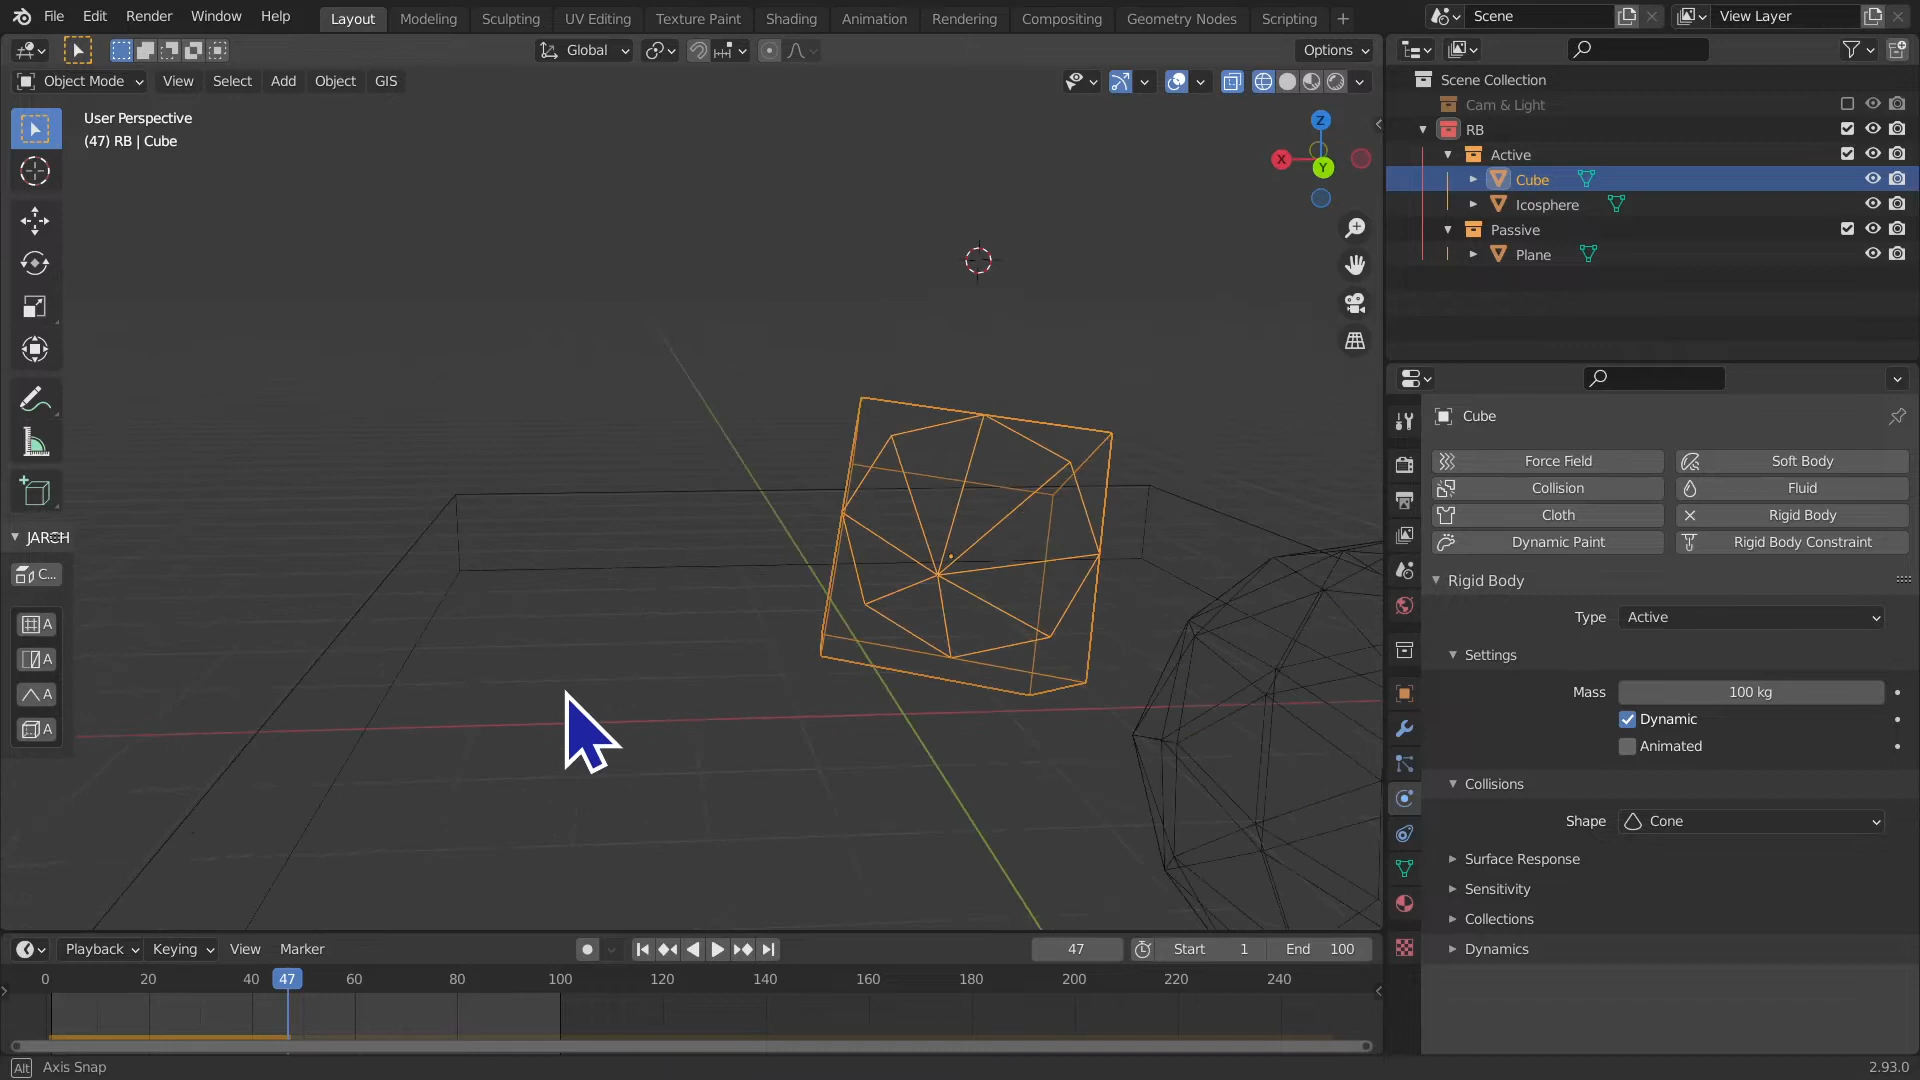 File Edit Render Window Help Layout Modeling Sculpting UV Editing Texture Paint Shading Animation Rendering Compositing Geometry Nodes Scripting + Scene View Layer
Global Options
Object Mode View Select Add Object GIS
User Perspective
(47) RB | Cube
Z
X
Y
JARCH
C...
A
A
A
A
Scene Collection
Cam & Light
RB
Active
Cube
Icosphere
Passive
Plane
Cube
Force Field Soft Body
Collision Fluid
Cloth Rigid Body
Dynamic Paint Rigid Body Constraint
Rigid Body
Type Active
Settings
Mass 100 kg
Dynamic
Animated
Collisions
Shape Cone
Surface Response
Sensitivity
Collections
Dynamics
Playback Keying View Marker 47 Start 1 End 100
0 20 40 47 60 80 100 120 140 160 180 200 220 240
Alt Axis Snap 2.93.0